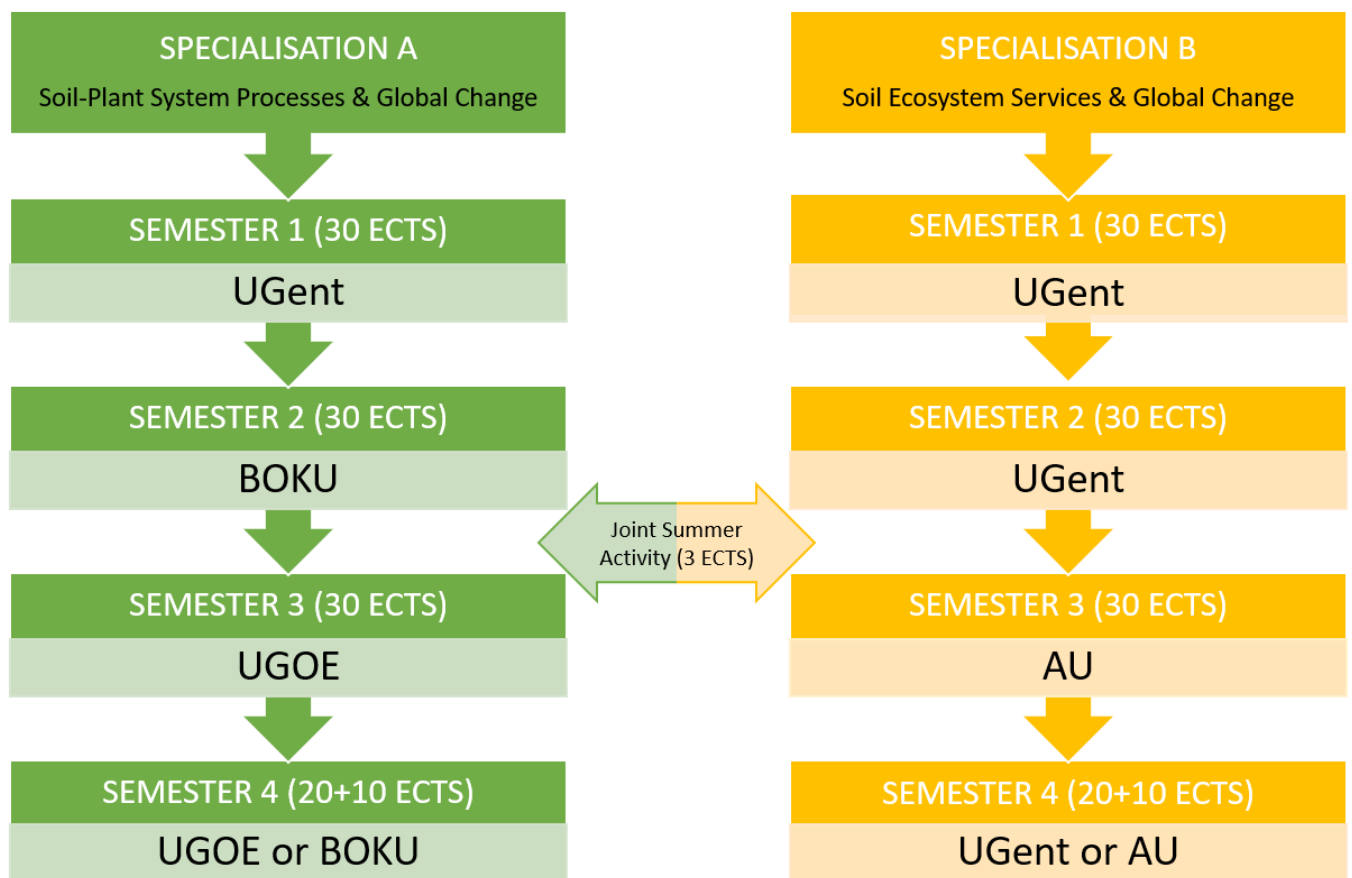 SPECIALISATION A
Soil-Plant System Processes & Global Change
SEMESTER 1 (30 ECTS)
UGent
SEMESTER 2 (30 ECTS)
BOKU
SEMESTER 3 (30 ECTS)
UGOE
SEMESTER 4 (20+10 ECTS)
UGOE or BOKU
Joint Summer
Activity (3 ECTS)
SPECIALISATION B
Soil Ecosystem Services & Global Change
SEMESTER 1 (30 ECTS)
UGent
SEMESTER 2 (30 ECTS)
UGent
SEMESTER 3 (30 ECTS)
AU
SEMESTER 4 (20+10 ECTS)
UGent or AU